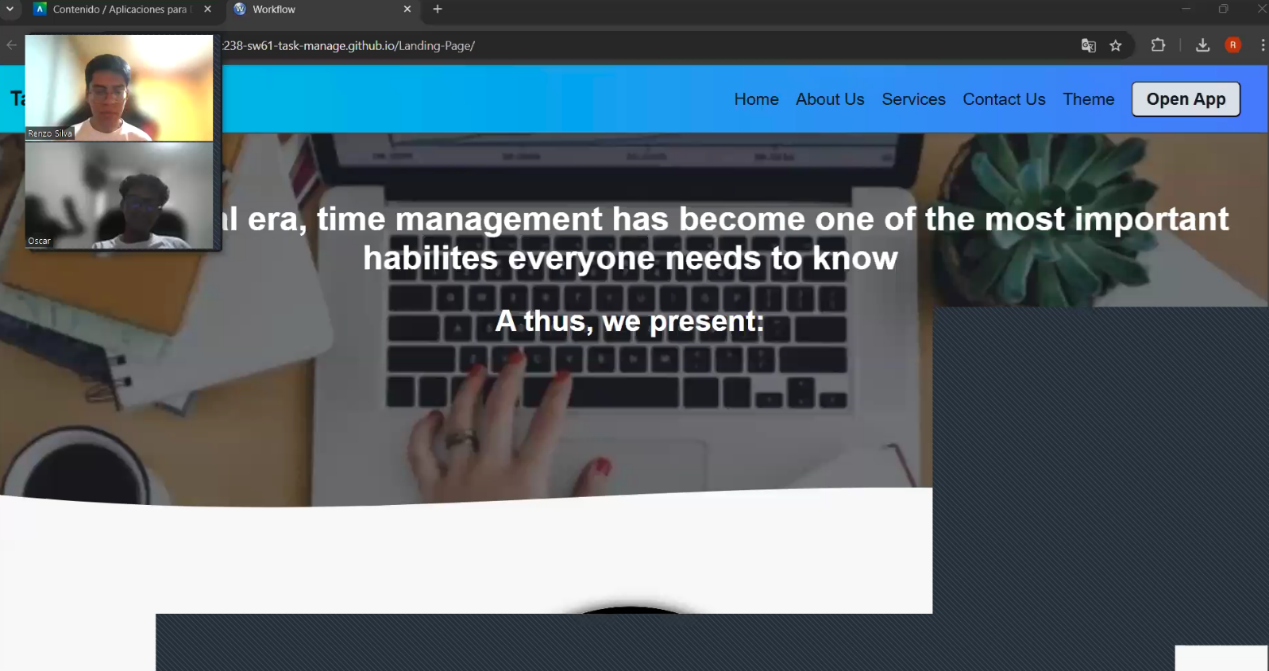 Contenido / Aplicaciones para
Workflow
238-sw61-task-manage.github.io/Landing-Page/
R
Renzo Silva
Oscar
Home
About Us
Services
Contact Us
Theme
Open App
al era, time management has become one of the most important
habilites everyone needs to know
A thus, we present: